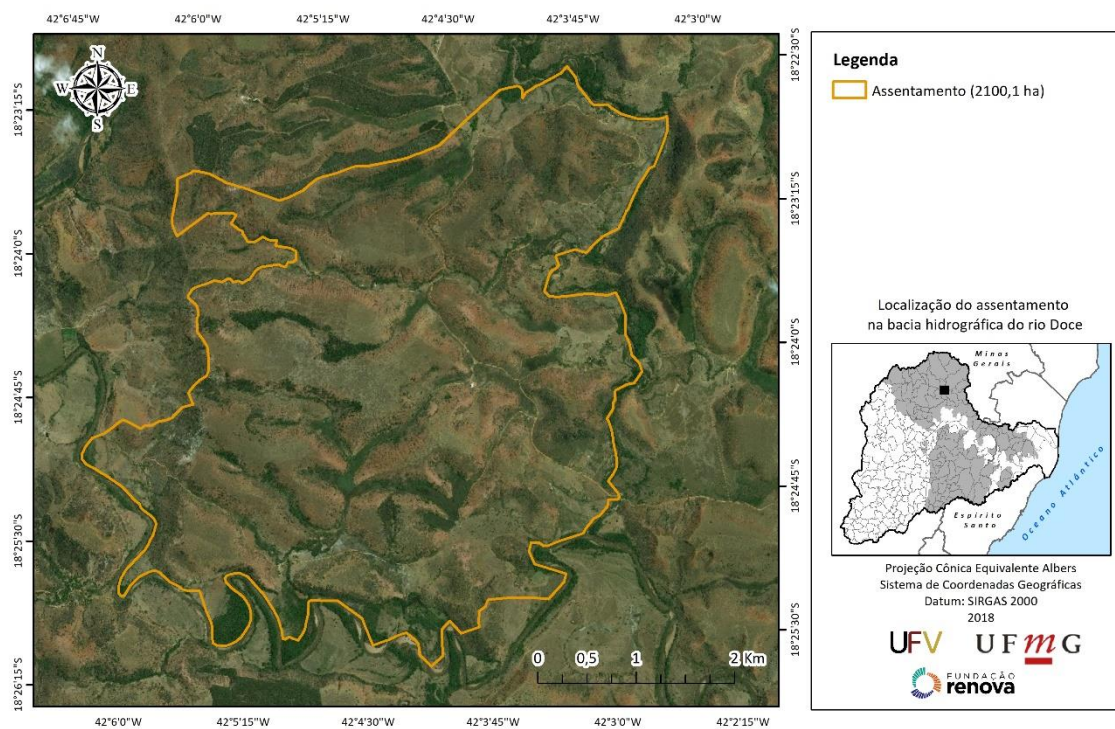 42°6'45"W 42°6'0"W 42°5'15"W 42°4'30"W 42°3'45"W 42°3'0"W
N
W E
S
18°23'15"S
18°24'0"S
18°24'45"S
18°25'30"S
18°26'15"S
18°22'30"S
18°23'15"S
18°24'0"S
18°24'45"S
18°25'30"S
0 0,5 1 2 Km
42°6'0"W 42°5'15"W 42°4'30"W 42°3'45"W 42°3'0"W 42°2'15"W
Legenda
Assentamento (2100,1 ha)
Localização do assentamento
na bacia hidrográfica do rio Doce
Minas
Gerais
Espírito
Santo
Oceano Atlântico
Projeção Cônica Equivalente Albers
Sistema de Coordenadas Geográficas
Datum: SIRGAS 2000
2018
UFV UFmG
FUNDAÇÃO
renova